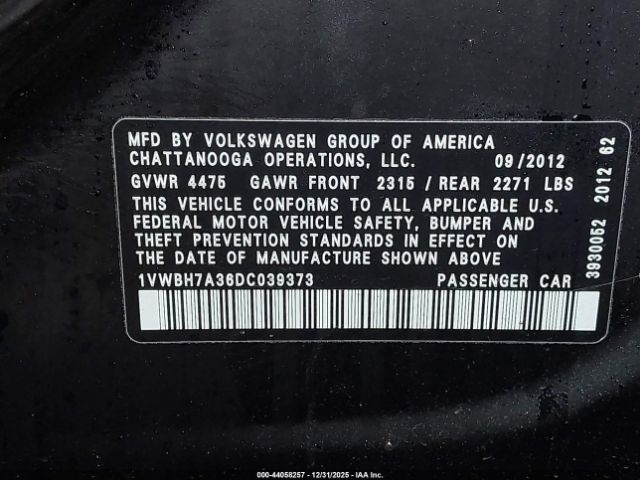 MFD BY VOLKSWAGEN GROUP OF AMERICA
CHATTANOOGA OPERATIONS, LLC. 09/2012
GVWR 4475 GAWR FRONT 2315 / REAR 2271 LBS
THIS VEHICLE CONFORMS TO ALL APPLICABLE U.S.
FEDERAL MOTOR VEHICLE SAFETY, BUMPER AND
THEFT PREVENTION STANDARDS IN EFFECT ON
THE DATE OF MANUFACTURE SHOWN ABOVE
1VWBH7A36DC039373 PASSENGER CAR
3930052 2012 62
000-44058257 - 12/31/2025 - IAA Inc.